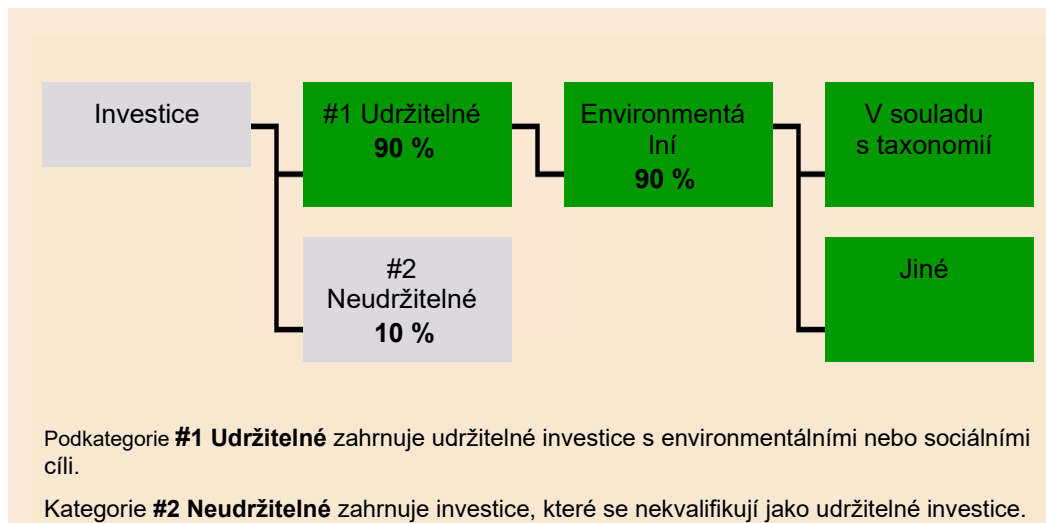 Investice
#1 Udržitelné
90 %
Environmentá
lní
90 %
V souladu
s taxonomií
#2
Neudržitelné
10 %
Jiné
Podkategorie #1 Udržitelné zahrnuje udržitelné investice s environmentálními nebo sociálními
cíli.
Kategorie #2 Neudržitelné zahrnuje investice, které se nekvalifikují jako udržitelné investice.